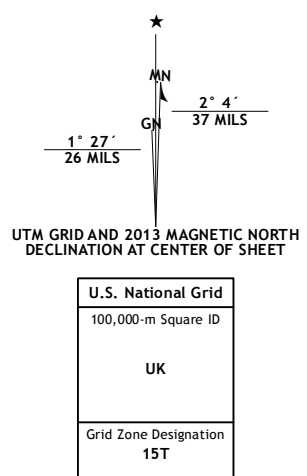 ★
MN
GN
2° 4´
37 MILS
1° 27´
26 MILS
UTM GRID AND 2013 MAGNETIC NORTH
DECLINATION AT CENTER OF SHEET
U.S. National Grid
100,000-m Square ID
UK
Grid Zone Designation
15T